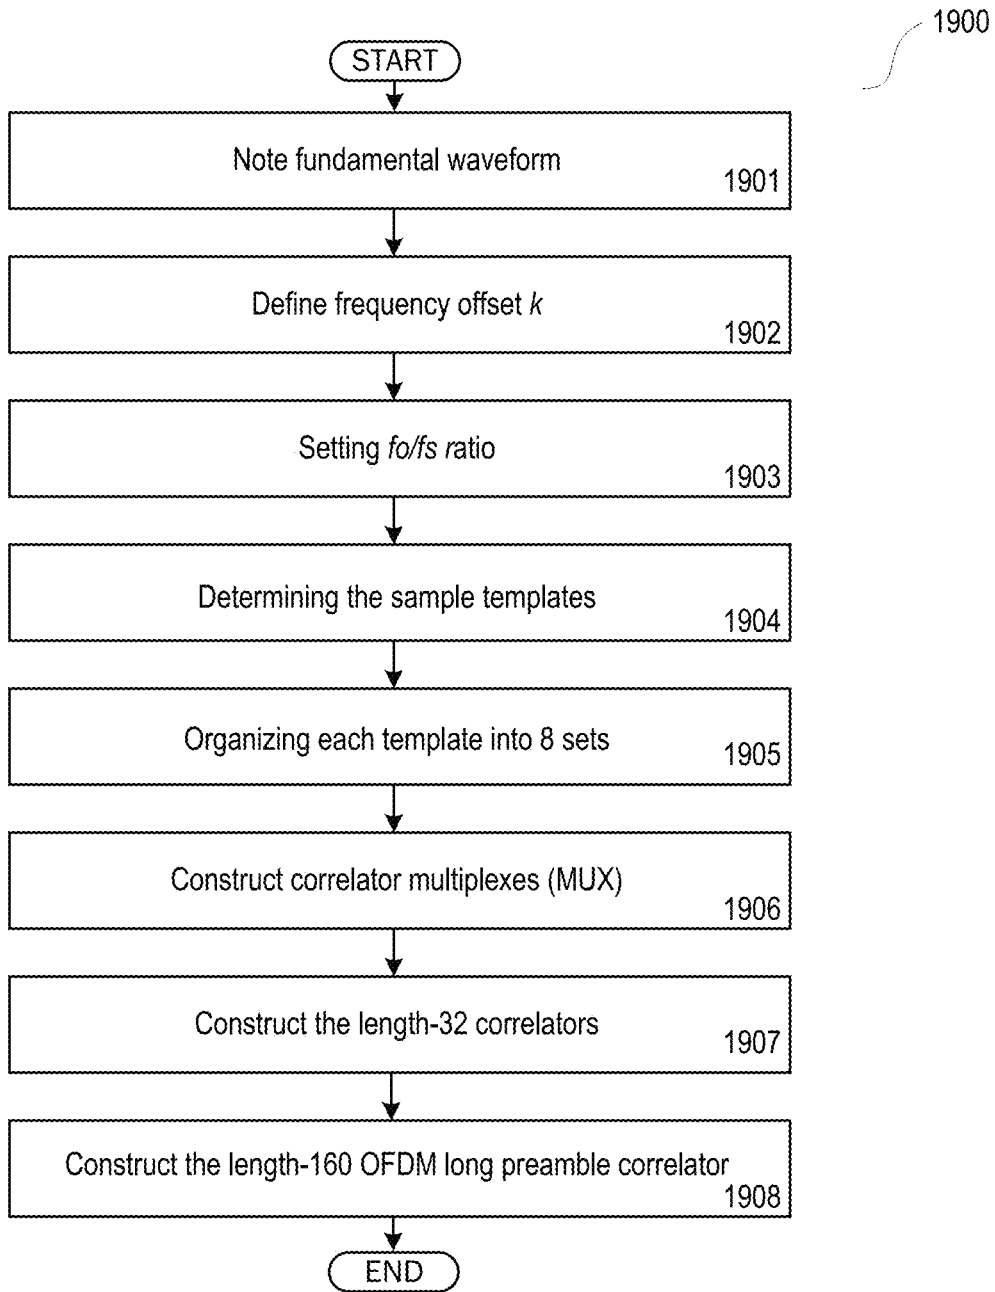 1900
START
Note fundamental waveform
1901
Define frequency offset k
1902
Setting fo/fs ratio
1903
Determining the sample templates
1904
Organizing each template into 8 sets
1905
Construct correlator multiplexes (MUX)
1906
Construct the length-32 correlators
1907
Construct the length-160 OFDM long preamble correlator
1908
END